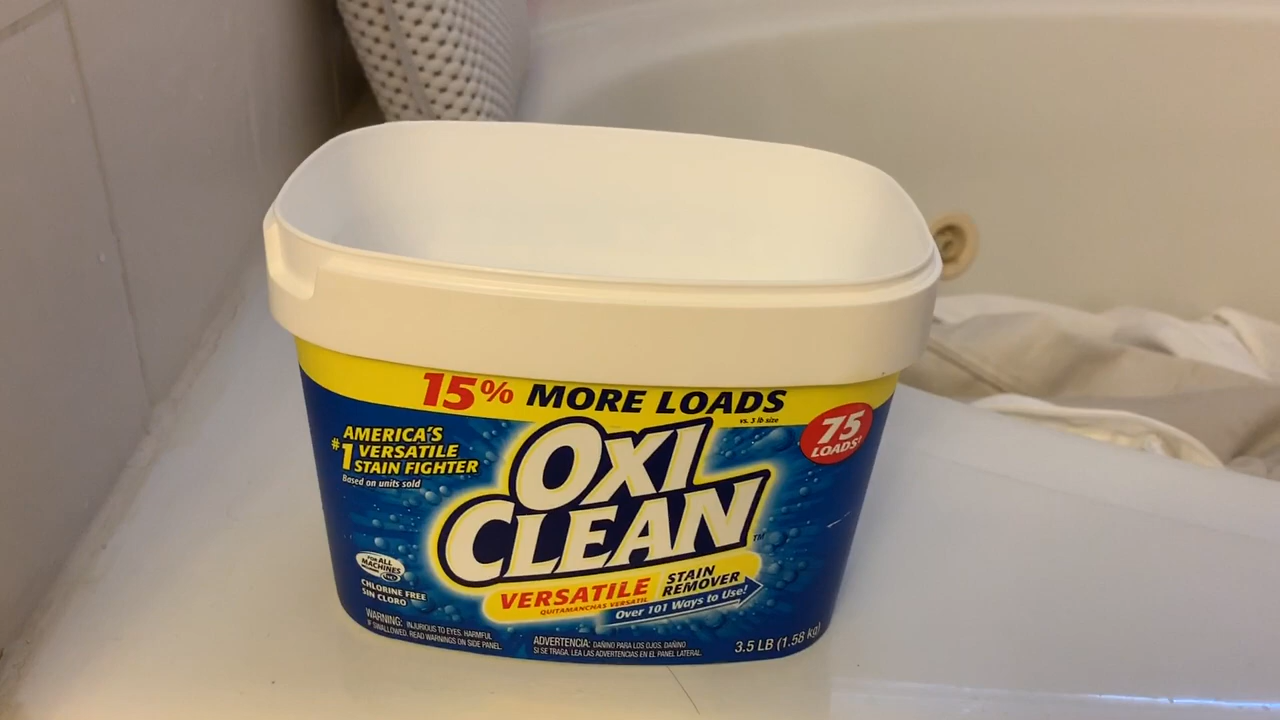 15% MORE LOADS
vs. 3 lb size
75
LOADS!
AMERICA'S
#1 VERSATILE
STAIN FIGHTER
Based on units sold
OXI
CLEAN™
VERSATILE
QUITAMANCHAS VERSATIL
STAIN
REMOVER
Over 101 Ways to Use!
FOR ALL
MACHINES
CHLORINE FREE
SIN CLORO
WARNING: INJURIOUS TO EYES. HARMFUL
IF SWALLOWED. READ WARNINGS ON SIDE PANEL.
ADVERTENCIA: DAÑINO PARA LOS OJOS. DAÑINO
SI SE TRAGA. LEA LAS ADVERTENCIAS EN EL PANEL LATERAL.
3.5 LB (1.58 kg)